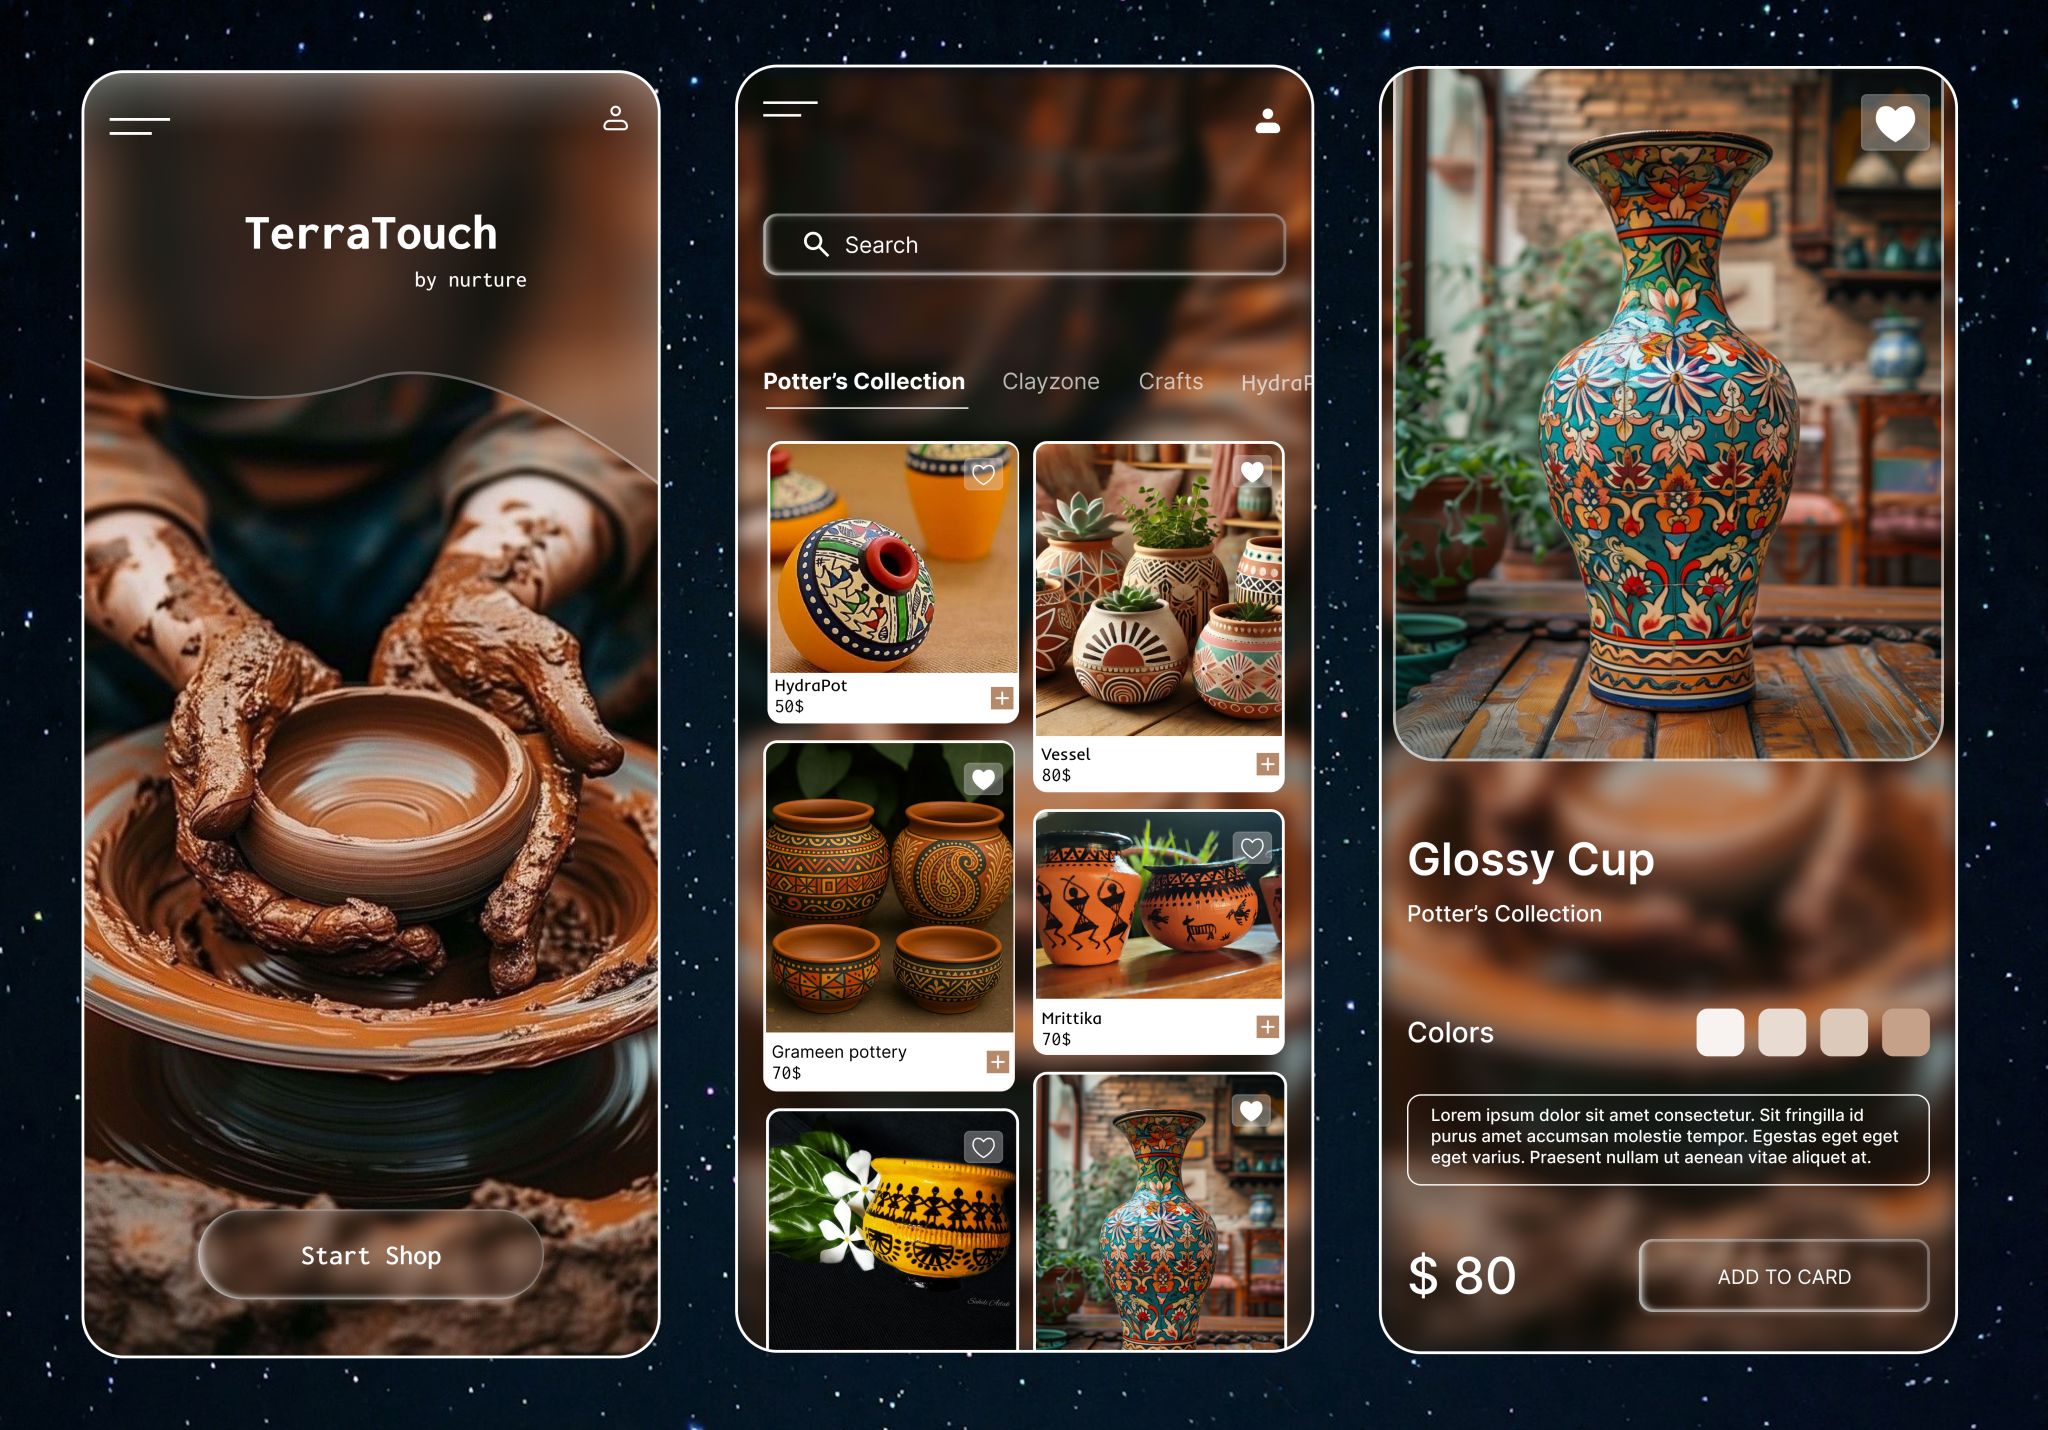 TerraTouch
by nurture
Start Shop
Search
Potter's Collection Clayzone Crafts HydraP
HydraPot
50$
Vessel
80$
Grameen pottery
70$
Mrittika
70$
Glossy Cup
Potter's Collection
Colors
Lorem ipsum dolor sit amet consectetur. Sit fringilla id
purus amet accumsan molestie tempor. Egestas eget eget
eget varius. Praesent nullam ut aenean vitae aliquet at.
$ 80
ADD TO CARD